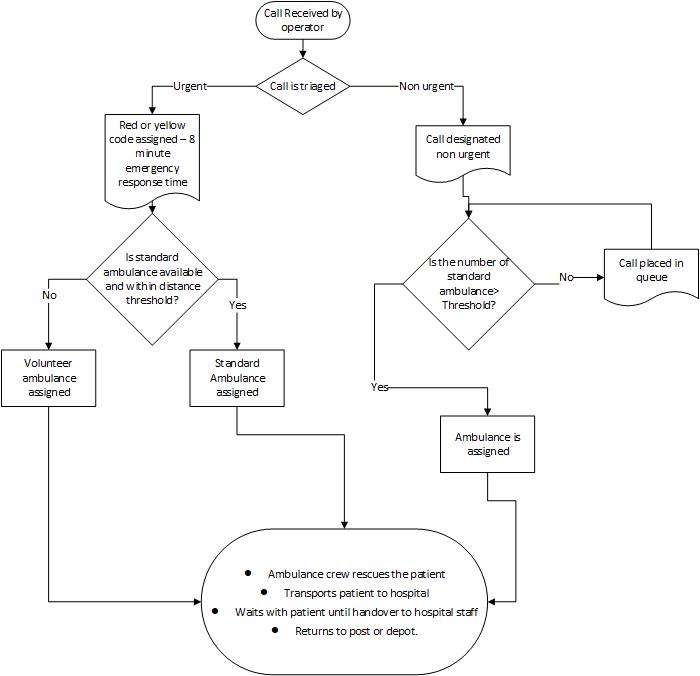 Call Received by
operator
Call is triaged
Urgent
Non urgent
Red or yellow
code assigned – 8
minute
emergency
response time
Call designated
non urgent
Is standard
ambulance available
and within distance
threshold?
Is the number of
standard
ambulance>
Threshold?
No
Call placed in
queue
No
Yes
Volunteer
ambulance
assigned
Standard
Ambulance
assigned
Yes
Ambulance is
assigned
● Ambulance crew rescues the patient
● Transports patient to hospital
● Waits with patient until handover to hospital staff
● Returns to post or depot.